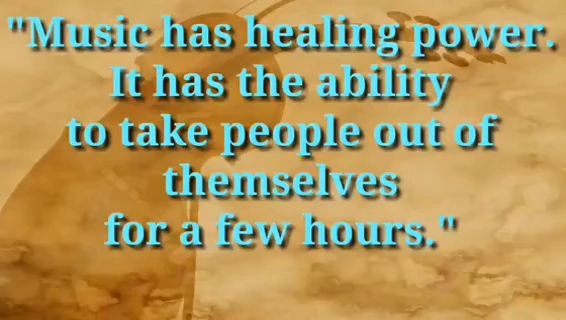 "Music has healing power.
It has the ability
to take people out of
themselves
for a few hours."